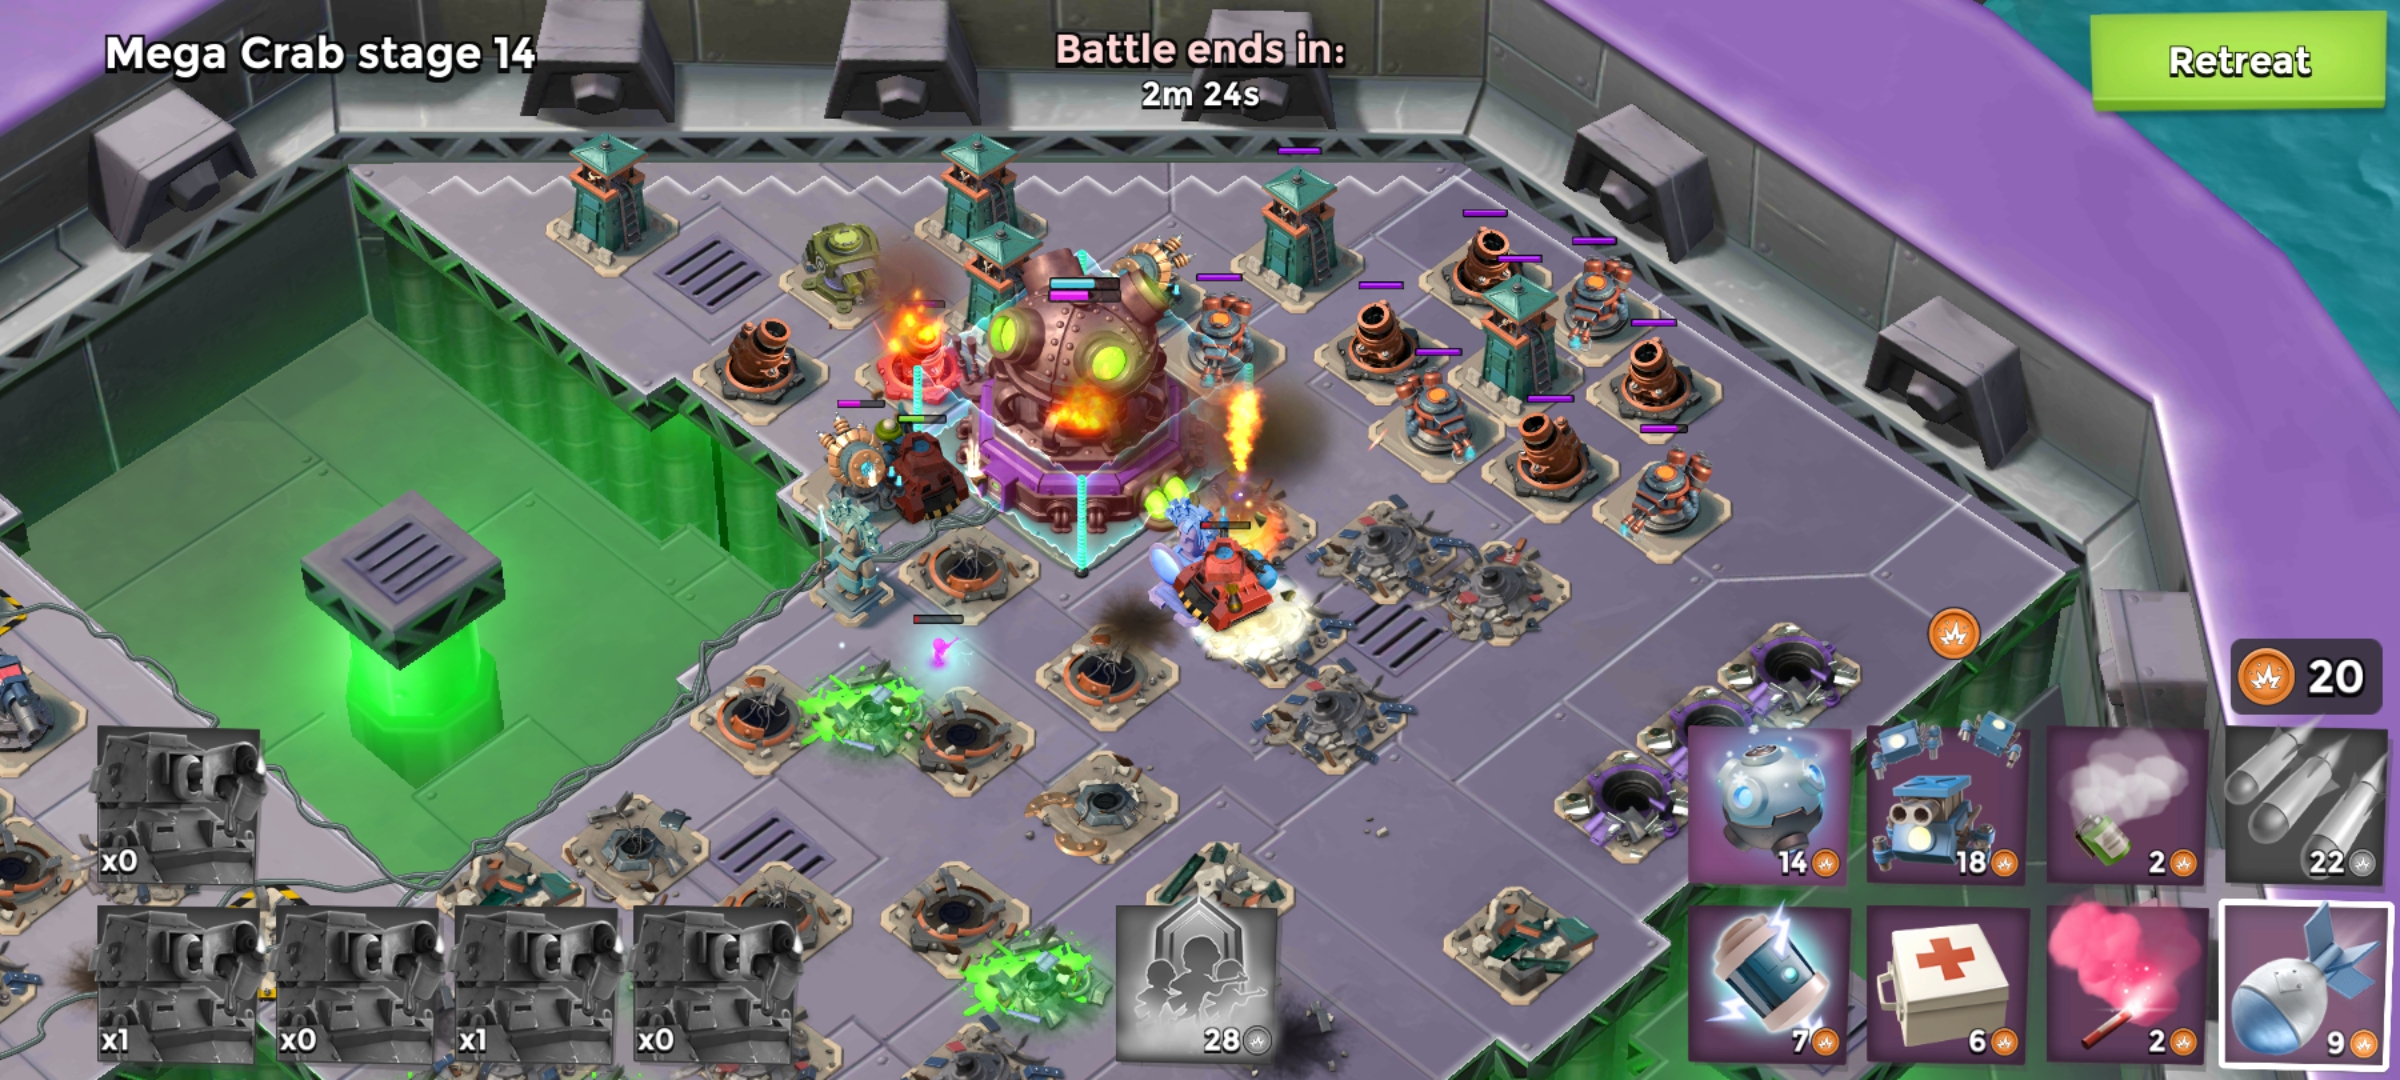 Mega Crab stage 14
Battle ends in:
2m 24s
Retreat
20
x0
14
18
2
22
x1
x0
x1
x0
28
7
6
2
9